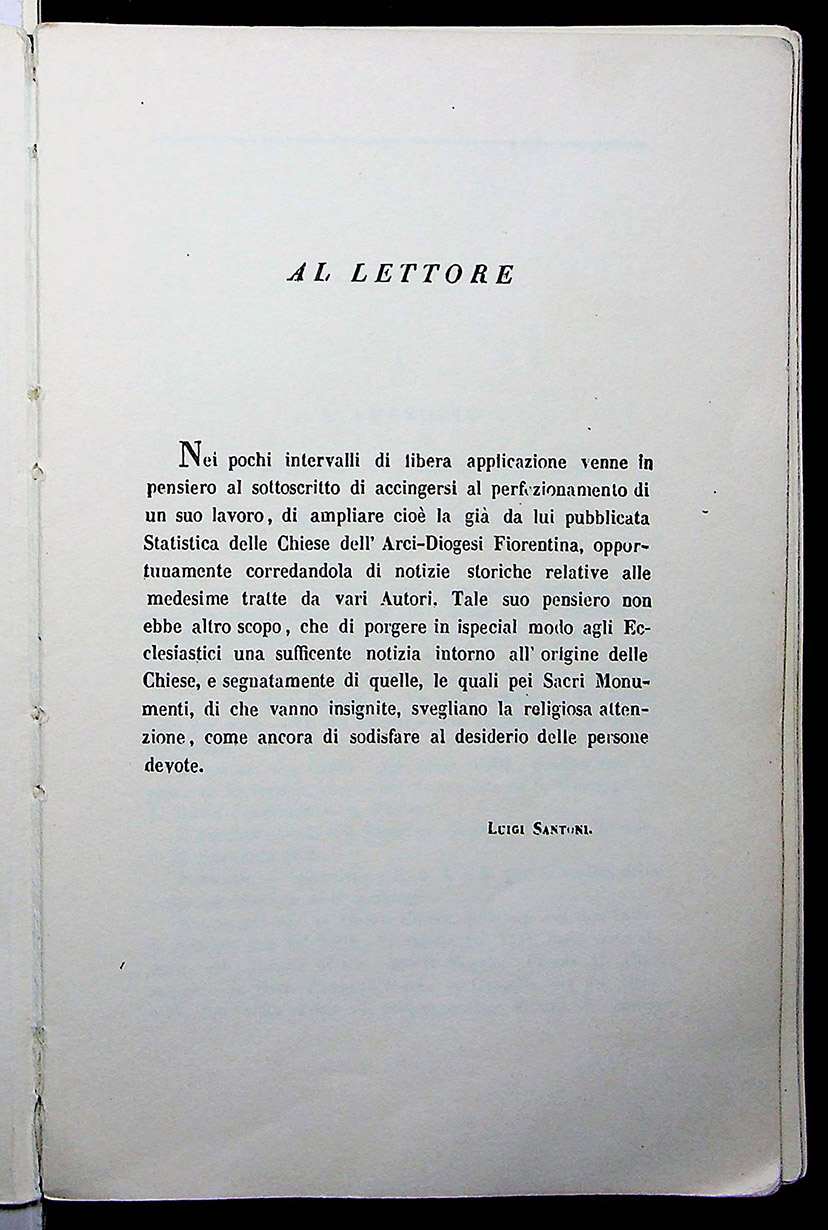 AL LETTORE
Nei pochi intervalli di libera applicazione venne in
pensiero al sottoscritto di accingersi al perfezionamento di
un suo lavoro, di ampliare cioè la già da lui pubblicata
Statistica delle Chiese dell' Arci-Diogesi Fiorentina, oppor-
tunamente corredandola di notizie storiche relative alle
medesime tratte da vari Autori. Tale suo pensiero non
ebbe altro scopo, che di porgere in ispecial modo agli Ec-
clesiastici una sufficente notizia intorno all' origine delle
Chiese, e segnatamente di quelle, le quali pei Sacri Monu-
menti, di che vanno insignite, svegliano la religiosa atten-
zione, come ancora di sodisfare al desiderio delle persone
devote.
LUIGI SANTONI.